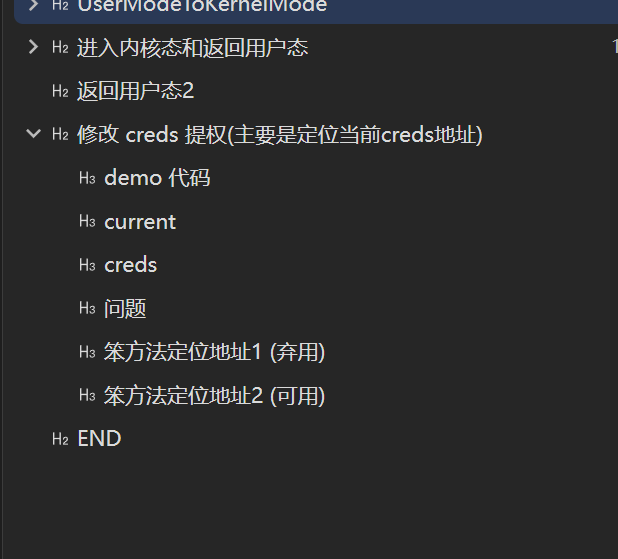 H2 UserModeToKernelMode
H2 进入内核态和返回用户态
H2 返回用户态2
H2 修改 creds 提权(主要是定位当前creds地址)
H3 demo 代码
H3 current
H3 creds
H3 问题
H3 笨方法定位地址1 (弃用)
H3 笨方法定位地址2 (可用)
H2 END